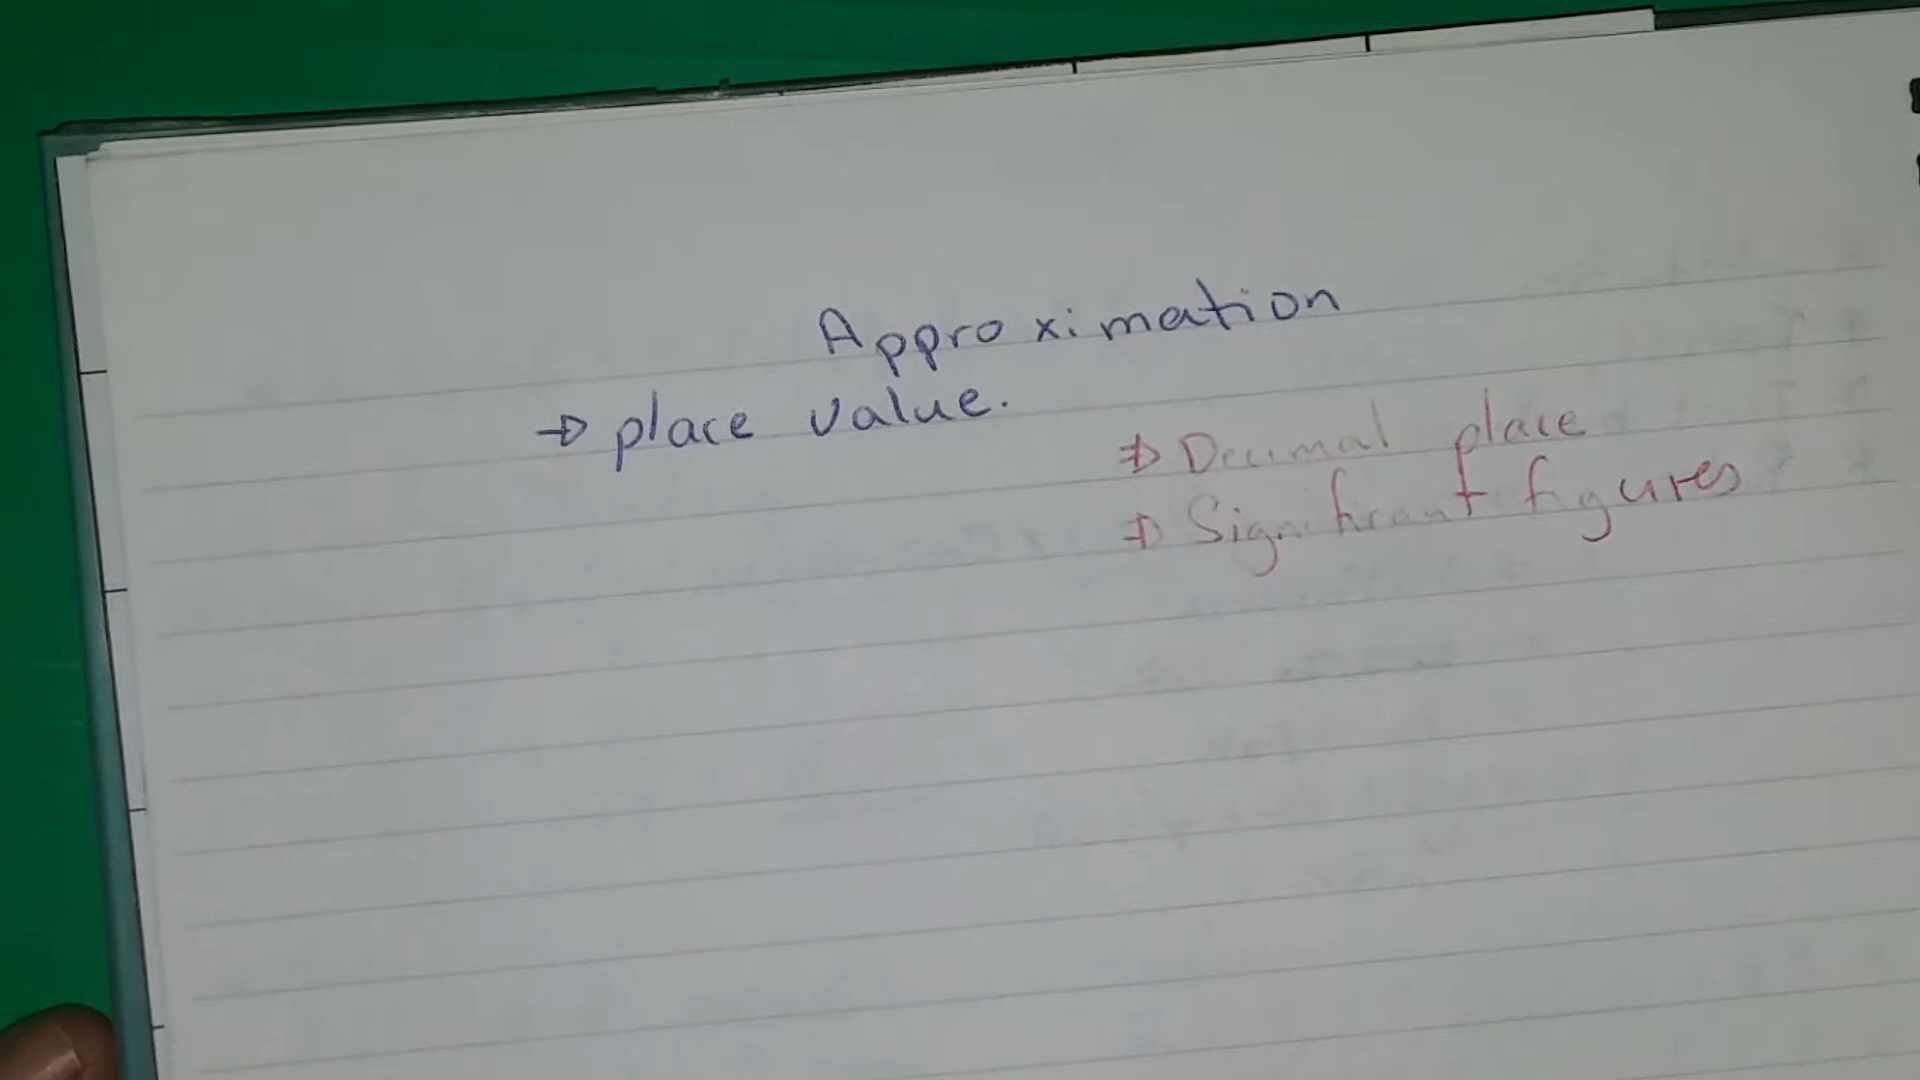 Approximation
→ place value.
⇒ Decimal place
⇒ Significant figures